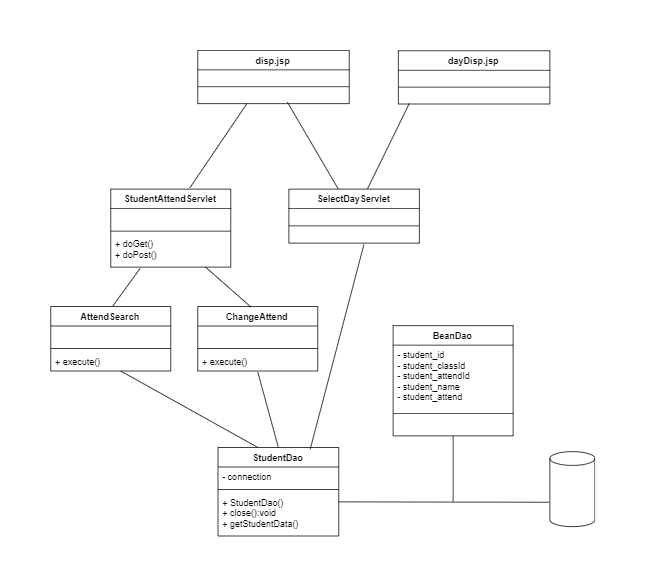 disp.jsp
dayDisp.jsp
StudentAttendServlet
+ doGet()
+ doPost()
SelectDayServlet
AttendSearch
+ execute()
ChangeAttend
+ execute()
BeanDao
- student_id
- student_classId
- student_attendId
- student_name
- student_attend
StudentDao
- connection
+ StudentDao()
+ close():void
+ getStudentData()